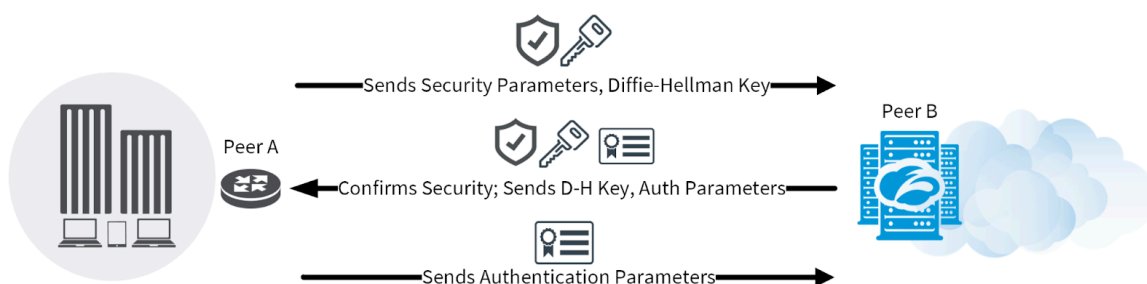 Sends Security Parameters, Diffie-Hellman Key
Peer A
Peer B
Confirms Security; Sends D-H Key, Auth Parameters
Sends Authentication Parameters